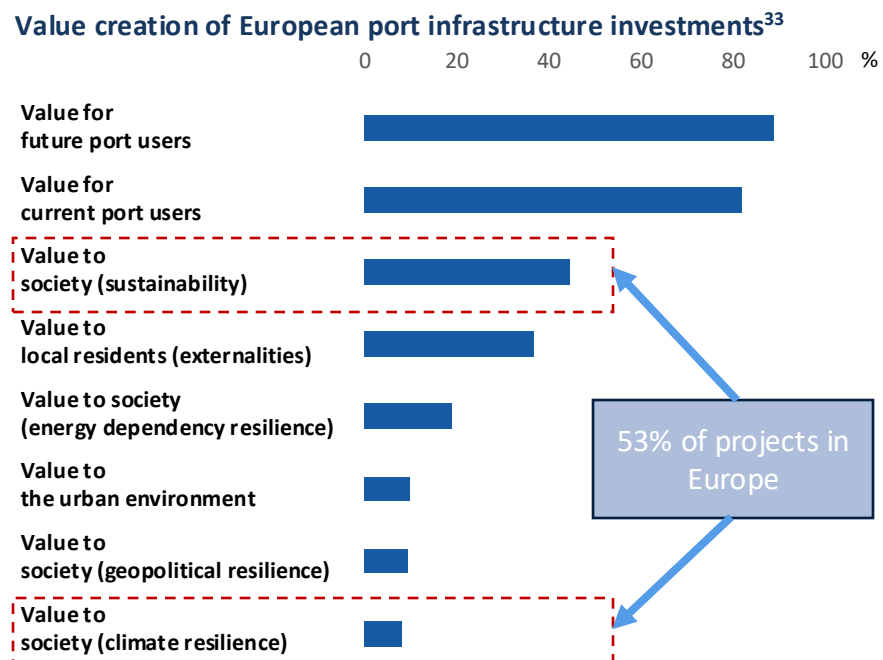 Value creation of European port infrastructure investments33
0 20 40 60 80 100 %
Value for
future port users
Value for
current port users
Value to
society (sustainability)
Value to
local residents (externalities)
Value to society
(energy dependency resilience)
53% of projects in
Europe
Value to
the urban environment
Value to
society (geopolitical resilience)
Value to
society (climate resilience)